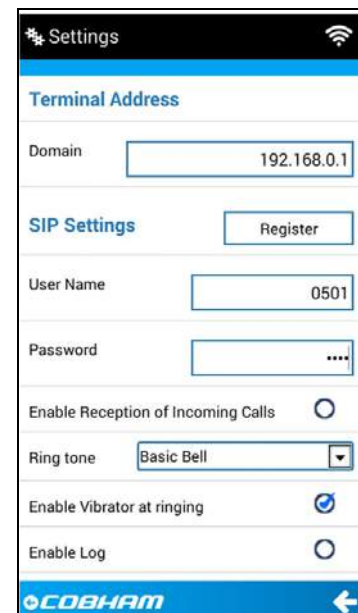 Settings
Terminal Address
Domain 192.168.0.1
SIP Settings Register
User Name 0501
Password ••••
Enable Reception of Incoming Calls
Ring tone Basic Bell
Enable Vibrator at ringing
Enable Log
COBHAM